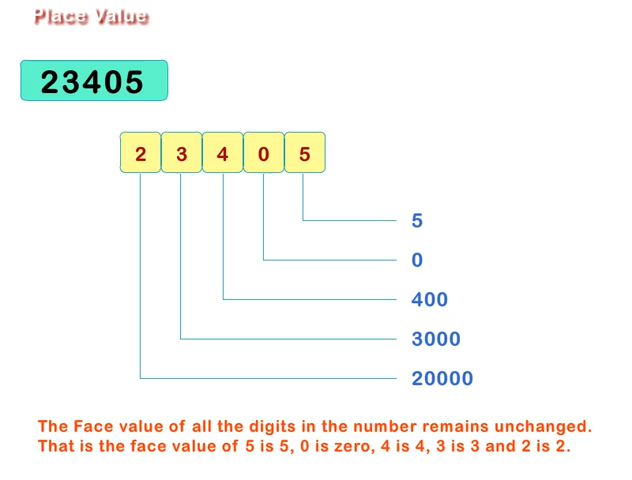 Place Value
23405
2 3 4 0 5
5
0
400
3000
20000
The Face value of all the digits in the number remains unchanged.
That is the face value of 5 is 5, 0 is zero, 4 is 4, 3 is 3 and 2 is 2.